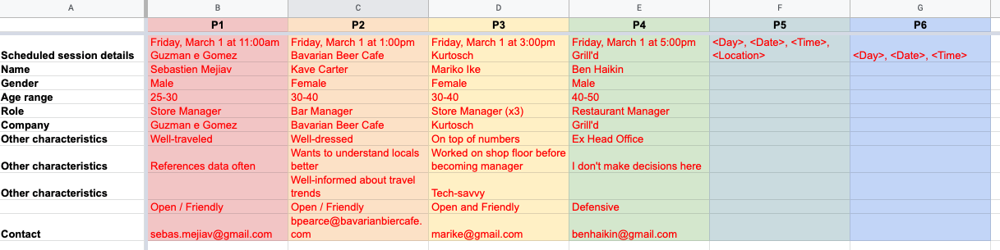 A B C D E F G
P1 P2 P3 P4 P5 P6
Friday, March 1 at 11:00am Friday, March 1 at 1:00pm Friday, March 1 at 3:00pm Friday, March 1 at 5:00pm <Day>, <Date>, <Time>,
Scheduled session details Guzman e Gomez Bavarian Beer Cafe Kurtosch Grill'd <Location> <Day>, <Date>, <Time>
Name Sebastien Mejiav Kave Carter Mariko Ike Ben Haikin
Gender Male Female Female Male
Age range 25-30 30-40 30-40 40-50
Role Store Manager Bar Manager Store Manager (x3) Restaurant Manager
Company Guzman e Gomez Bavarian Beer Cafe Kurtosch Grill'd
Other characteristics Well-traveled Well-dressed On top of numbers Ex Head Office
Wants to understand locals Worked on shop floor before
Other characteristics References data often better becoming manager I don't make decisions here
Well-informed about travel
Other characteristics trends Tech-savvy
Open / Friendly Open / Friendly Open and Friendly Defensive
bpearce@bavarianbiercafe.
Contact sebas.mejiav@gmail.com com marike@gmail.com benhaikin@gmail.com